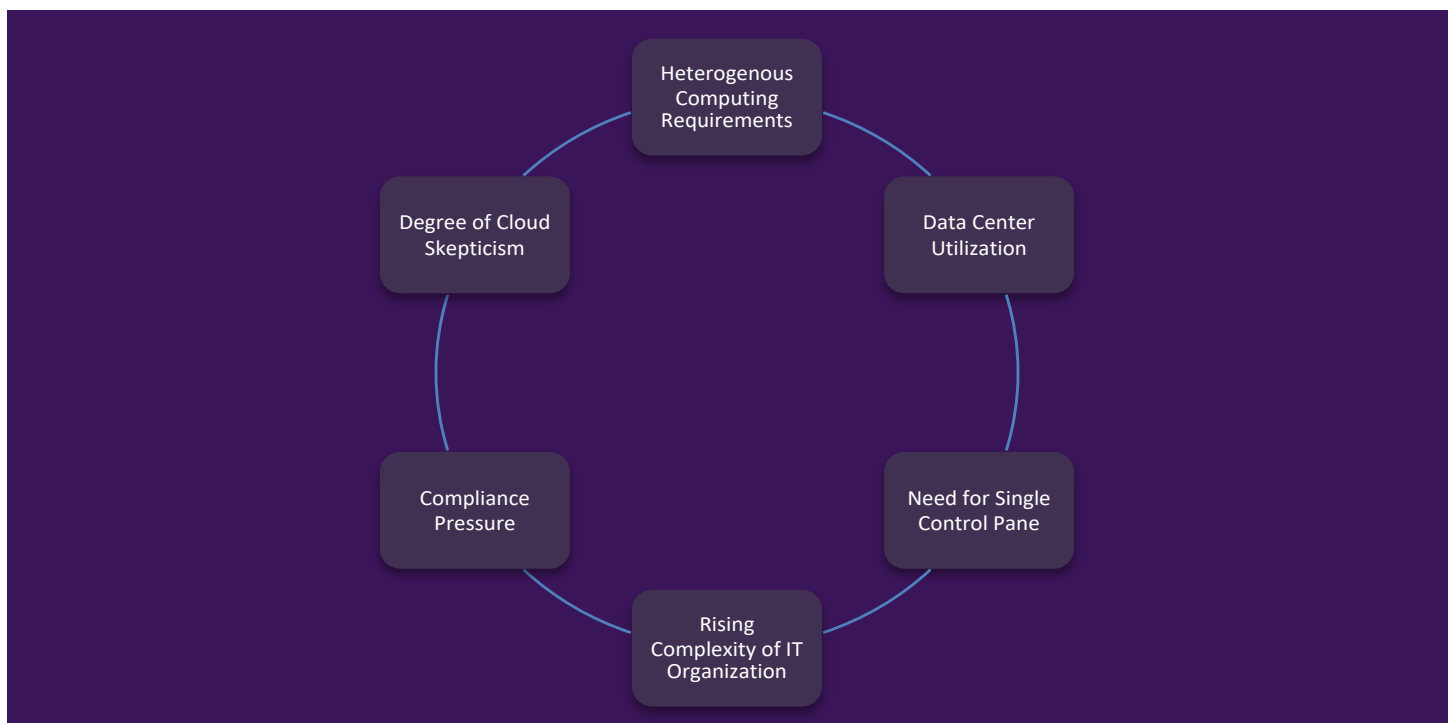 Heterogenous
Computing
Requirements
Degree of Cloud
Skepticism
Data Center
Utilization
Compliance
Pressure
Need for Single
Control Pane
Rising
Complexity of IT
Organization